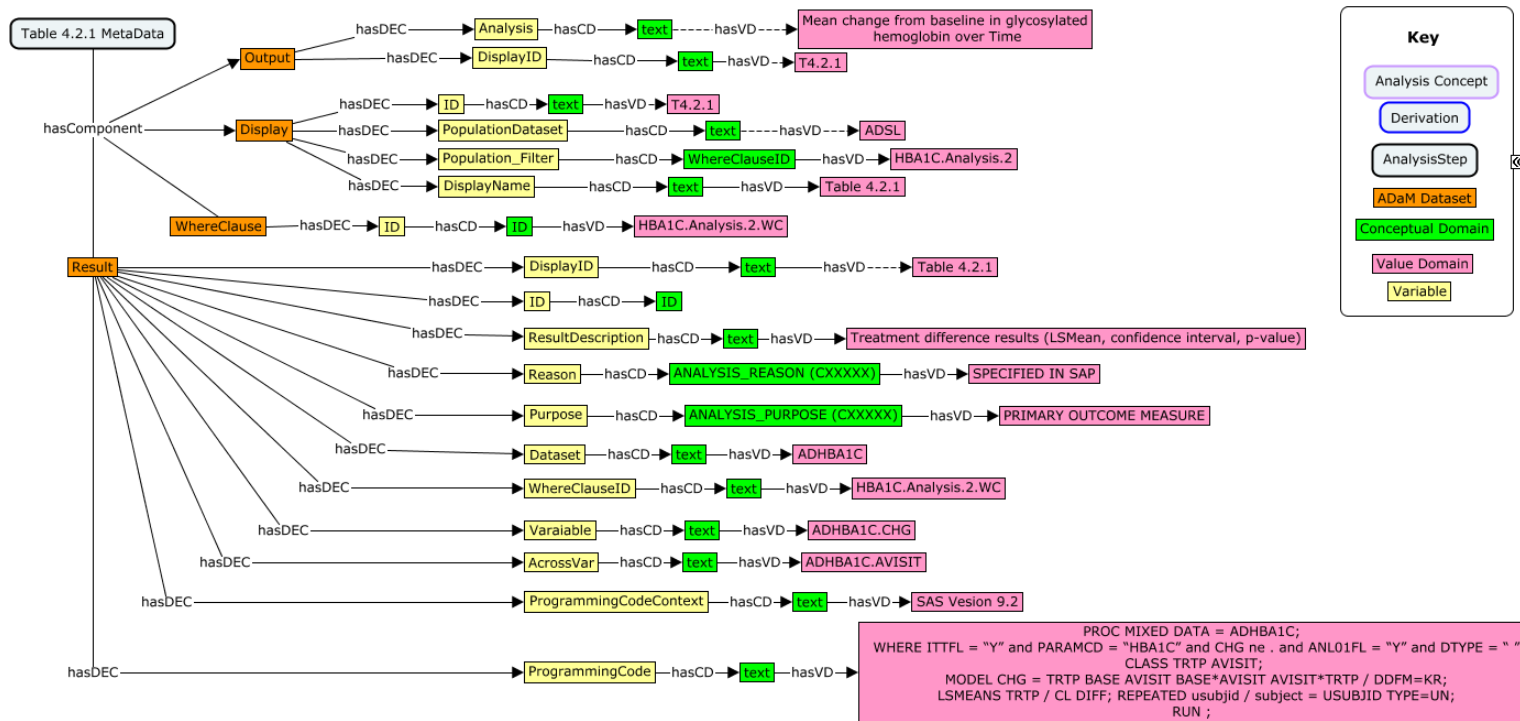 Table 4.2.1 MetaData
hasComponent
Output
hasDEC
Analysis
hasCD
text
hasVD
Mean change from baseline in glycosylated
hemoglobin over Time
hasDEC
DisplayID
hasCD
text
hasVD
T4.2.1
Display
hasDEC
ID
hasCD
text
hasVD
T4.2.1
hasDEC
PopulationDataset
hasCD
text
hasVD
ADSL
hasDEC
Population_Filter
hasCD
WhereClauseID
hasVD
HBA1C.Analysis.2
hasDEC
DisplayName
hasCD
text
hasVD
Table 4.2.1
WhereClause
hasDEC
ID
hasCD
ID
hasVD
HBA1C.Analysis.2.WC
Result
hasDEC
DisplayID
hasCD
text
hasVD
Table 4.2.1
hasDEC
ID
hasCD
ID
hasDEC
ResultDescription
hasCD
text
hasVD
Treatment difference results (LSMean, confidence interval, p-value)
hasDEC
Reason
hasCD
ANALYSIS_REASON (CXXXXX)
hasVD
SPECIFIED IN SAP
hasDEC
Purpose
hasCD
ANALYSIS_PURPOSE (CXXXXX)
hasVD
PRIMARY OUTCOME MEASURE
hasDEC
Dataset
hasCD
text
hasVD
ADHBA1C
hasDEC
WhereClauseID
hasCD
text
hasVD
HBA1C.Analysis.2.WC
hasDEC
Varaiable
hasCD
text
hasVD
ADHBA1C.CHG
hasDEC
AcrossVar
hasCD
text
hasVD
ADHBA1C.AVISIT
hasDEC
ProgrammingCodeContext
hasCD
text
hasVD
SAS Vesion 9.2
hasDEC
ProgrammingCode
hasCD
text
hasVD
PROC MIXED DATA = ADHBA1C;
WHERE ITTFL = “Y” and PARAMCD = “HBA1C” and CHG ne . and ANL01FL = “Y” and DTYPE = “ ”
CLASS TRTP AVISIT;
MODEL CHG = TRTP BASE AVISIT BASE*AVISIT AVISIT*TRTP / DDFM=KR;
LSMEANS TRTP / CL DIFF; REPEATED usubjid / subject = USUBJID TYPE=UN;
RUN ;
Key
Analysis Concept
Derivation
AnalysisStep
ADaM Dataset
Conceptual Domain
Value Domain
Variable